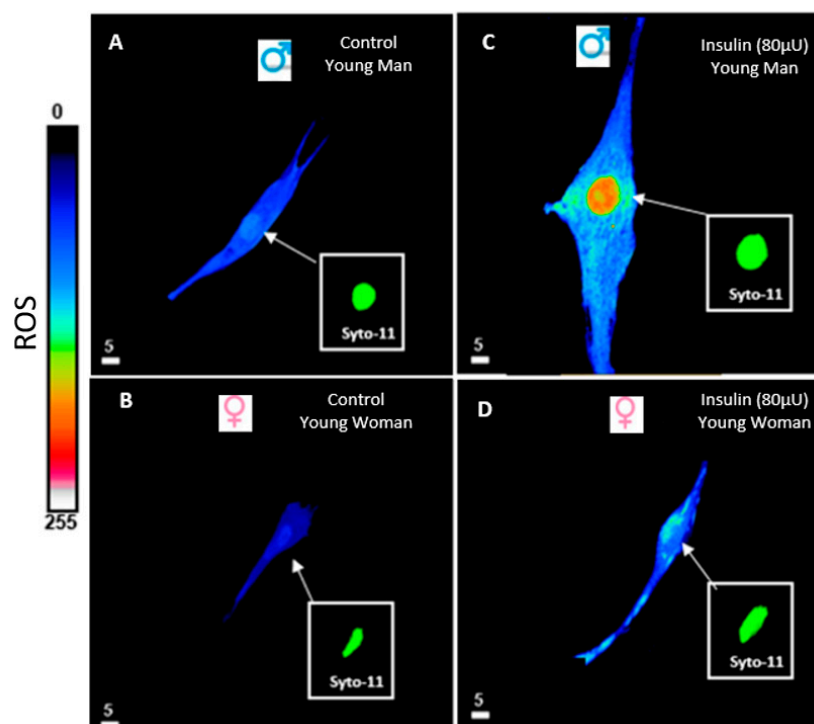 0
ROS
255
A
Control
Young Man
Syto-11
5
C
Insulin (80µU)
Young Man
Syto-11
5
B
Control
Young Woman
Syto-11
5
D
Insulin (80µU)
Young Woman
Syto-11
5